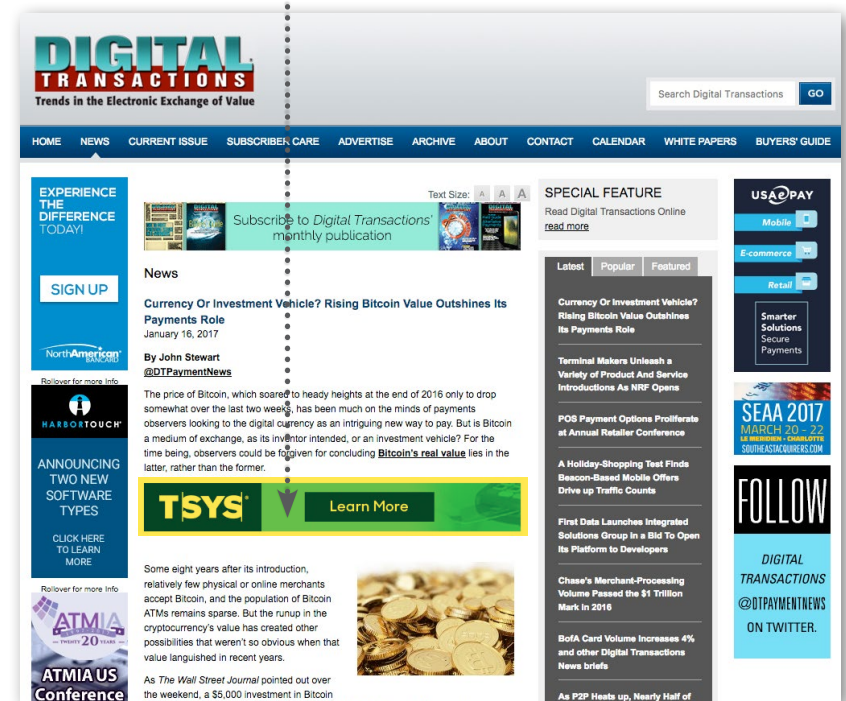 DIGITAL
TRANSACTIONS
Trends in the Electronic Exchange of Value
Search Digital Transactions
GO
HOME NEWS CURRENT ISSUE SUBSCRIBER CARE ADVERTISE ARCHIVE ABOUT CONTACT CALENDAR WHITE PAPERS BUYERS' GUIDE
EXPERIENCE
THE
DIFFERENCE
TODAY!
SIGN UP
NorthAmerican
BANCARD
Rollover for more Info
HARBORTOUCH
ANNOUNCING
TWO NEW
SOFTWARE
TYPES
CLICK HERE
TO LEARN
MORE
Rollover for more Info
ATMIA
TWENTY 20 YEARS
ATMIA US
Conference
Text Size: A A A
Subscribe to Digital Transactions'
monthly publication
News
Currency Or Investment Vehicle? Rising Bitcoin Value Outshines Its
Payments Role
January 16, 2017
By John Stewart
@DTPaymentNews
The price of Bitcoin, which soared to heady heights at the end of 2016 only to drop
somewhat over the last two weeks, has been much on the minds of payments
observers looking to the digital currency as an intriguing new way to pay. But is Bitcoin
a medium of exchange, as its inventor intended, or an investment vehicle? For the
time being, observers could be forgiven for concluding Bitcoin's real value lies in the
latter, rather than the former.
TSYS
Learn More
Some eight years after its introduction,
relatively few physical or online merchants
accept Bitcoin, and the population of Bitcoin
ATMs remains sparse. But the runup in the
cryptocurrency's value has created other
possibilities that weren't so obvious when that
value languished in recent years.
As The Wall Street Journal pointed out over
the weekend, a $5,000 investment in Bitcoin
SPECIAL FEATURE
Read Digital Transactions Online
read more
Latest Popular Featured
Currency Or Investment Vehicle?
Rising Bitcoin Value Outshines
Its Payments Role
Terminal Makers Unleash a
Variety of Product And Service
Introductions As NRF Opens
POS Payment Options Proliferate
at Annual Retailer Conference
A Holiday-Shopping Test Finds
Beacon-Based Mobile Offers
Drive up Traffic Counts
First Data Launches Integrated
Solutions Group in a Bid To Open
Its Platform to Developers
Chase's Merchant-Processing
Volume Passed the $1 Trillion
Mark in 2016
BofA Card Volume Increases 4%
and other Digital Transactions
News briefs
As P2P Heats up, Nearly Half of
USAePAY
Mobile
E-commerce
Retail
Smarter
Solutions
Secure
Payments
SEAA 2017
MARCH 20 - 22
LE MERIDIEN - CHARLOTTE
SOUTHEASTACQUIRERS.COM
FOLLOW
DIGITAL
TRANSACTIONS
@DTPAYMENTNEWS
ON TWITTER.